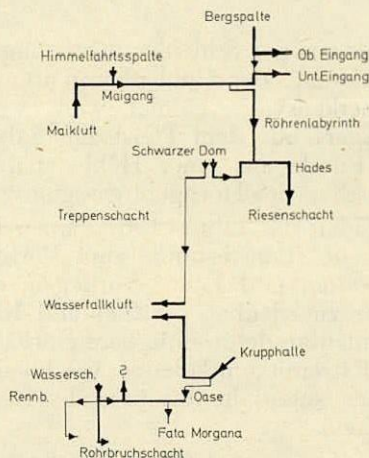 Bergspalte
Himmelfahrtsspalte
Ob. Eingang
Unt.Eingang
Maigang
Maikluft
Röhrenlabyrinth
Schwarzer Dom
Hades
Treppenschacht
Riesenschacht
Wasserfallkluft
Krupphalle
Wassersch.
?
Rennb.
Oase
Fata Morgana
Rohrbruchschacht